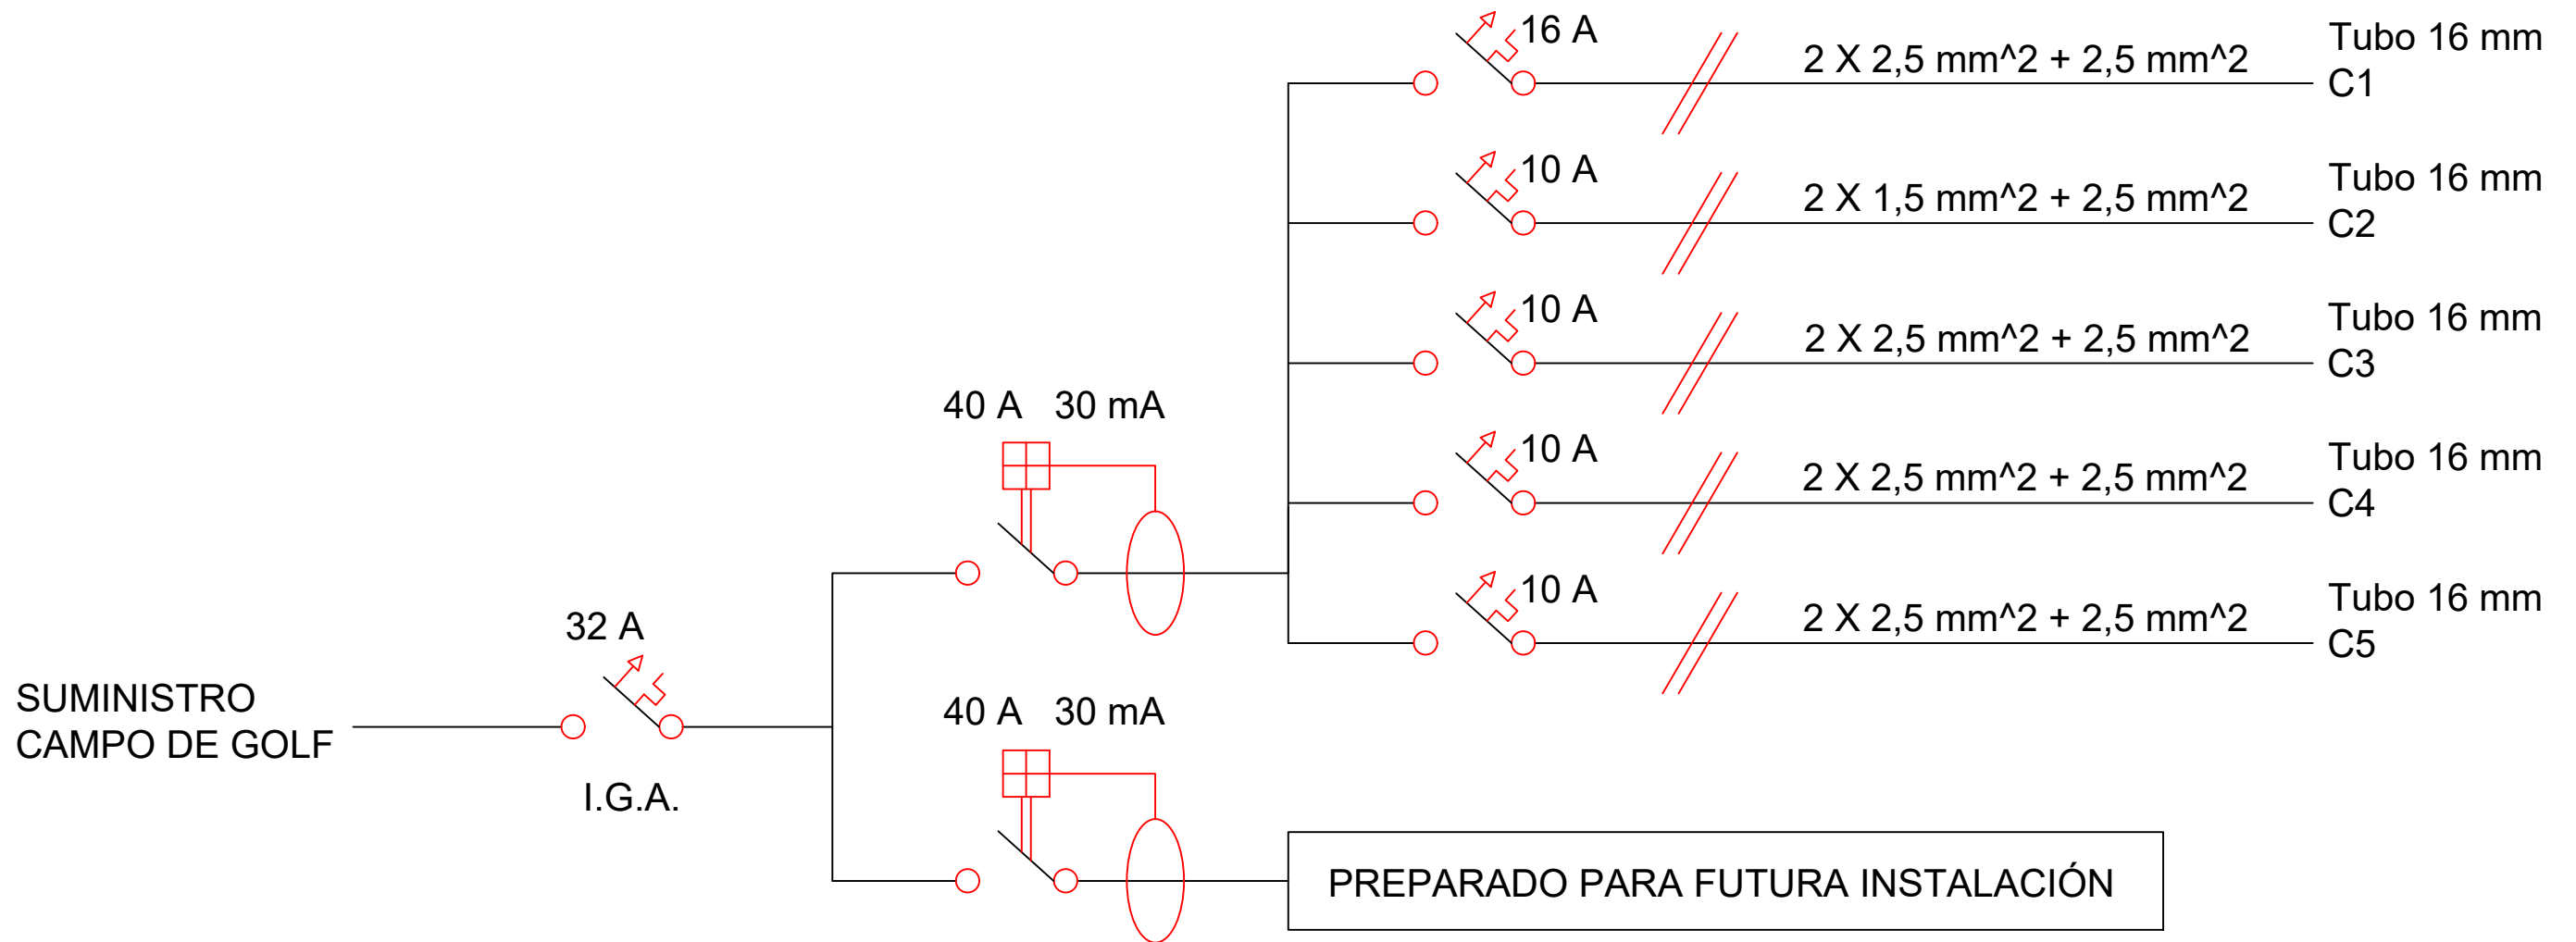 16 A
2 X 2,5 mm^2 + 2,5 mm^2
Tubo 16 mm
C1
10 A
2 X 1,5 mm^2 + 2,5 mm^2
Tubo 16 mm
C2
10 A
2 X 2,5 mm^2 + 2,5 mm^2
Tubo 16 mm
C3
40 A 30 mA
10 A
2 X 2,5 mm^2 + 2,5 mm^2
Tubo 16 mm
C4
10 A
2 X 2,5 mm^2 + 2,5 mm^2
Tubo 16 mm
C5
32 A
SUMINISTRO
CAMPO DE GOLF
I.G.A.
40 A 30 mA
PREPARADO PARA FUTURA INSTALACIÓN